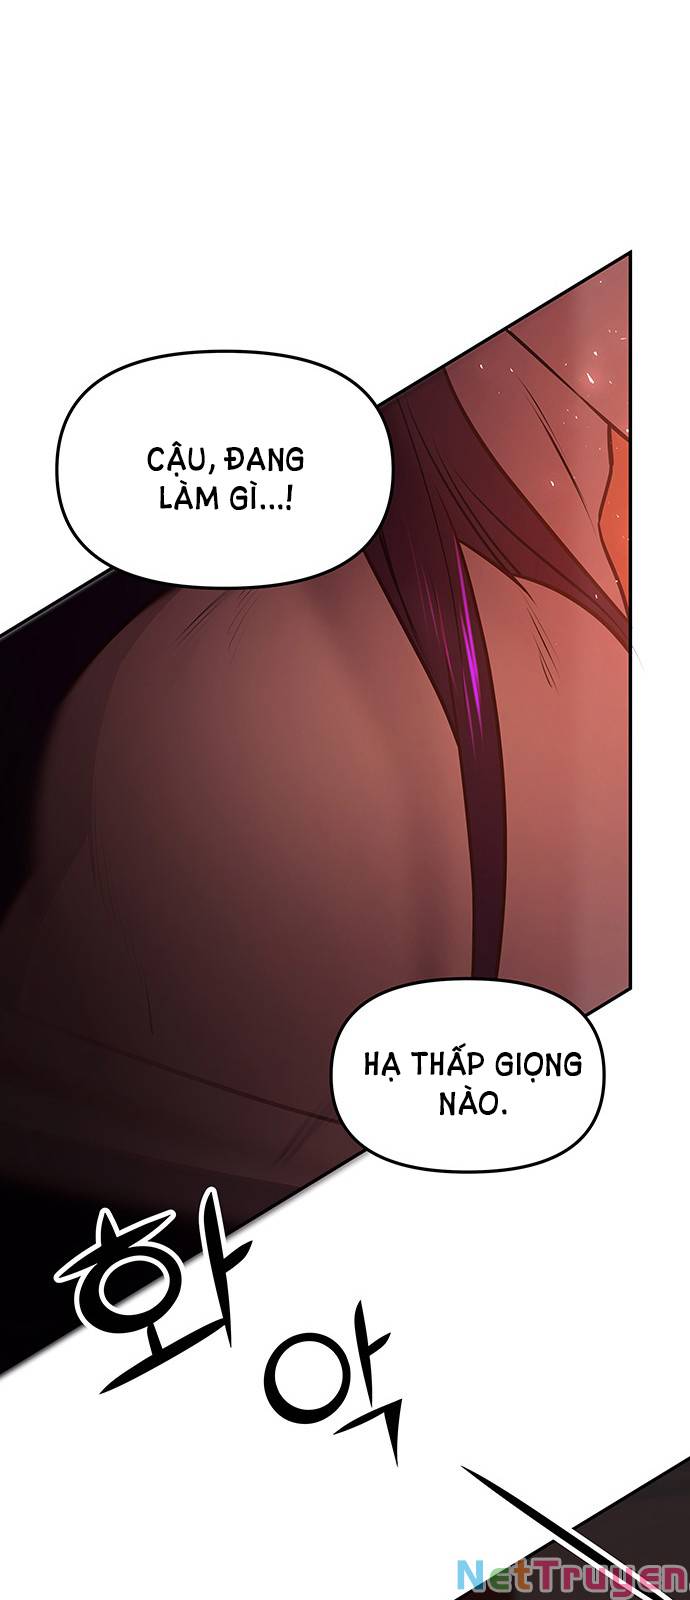 CẬU, ĐANG
LÀM GÌ...!
HẠ THẤP GIỌNG
NÀO.
화악
NetTruyen